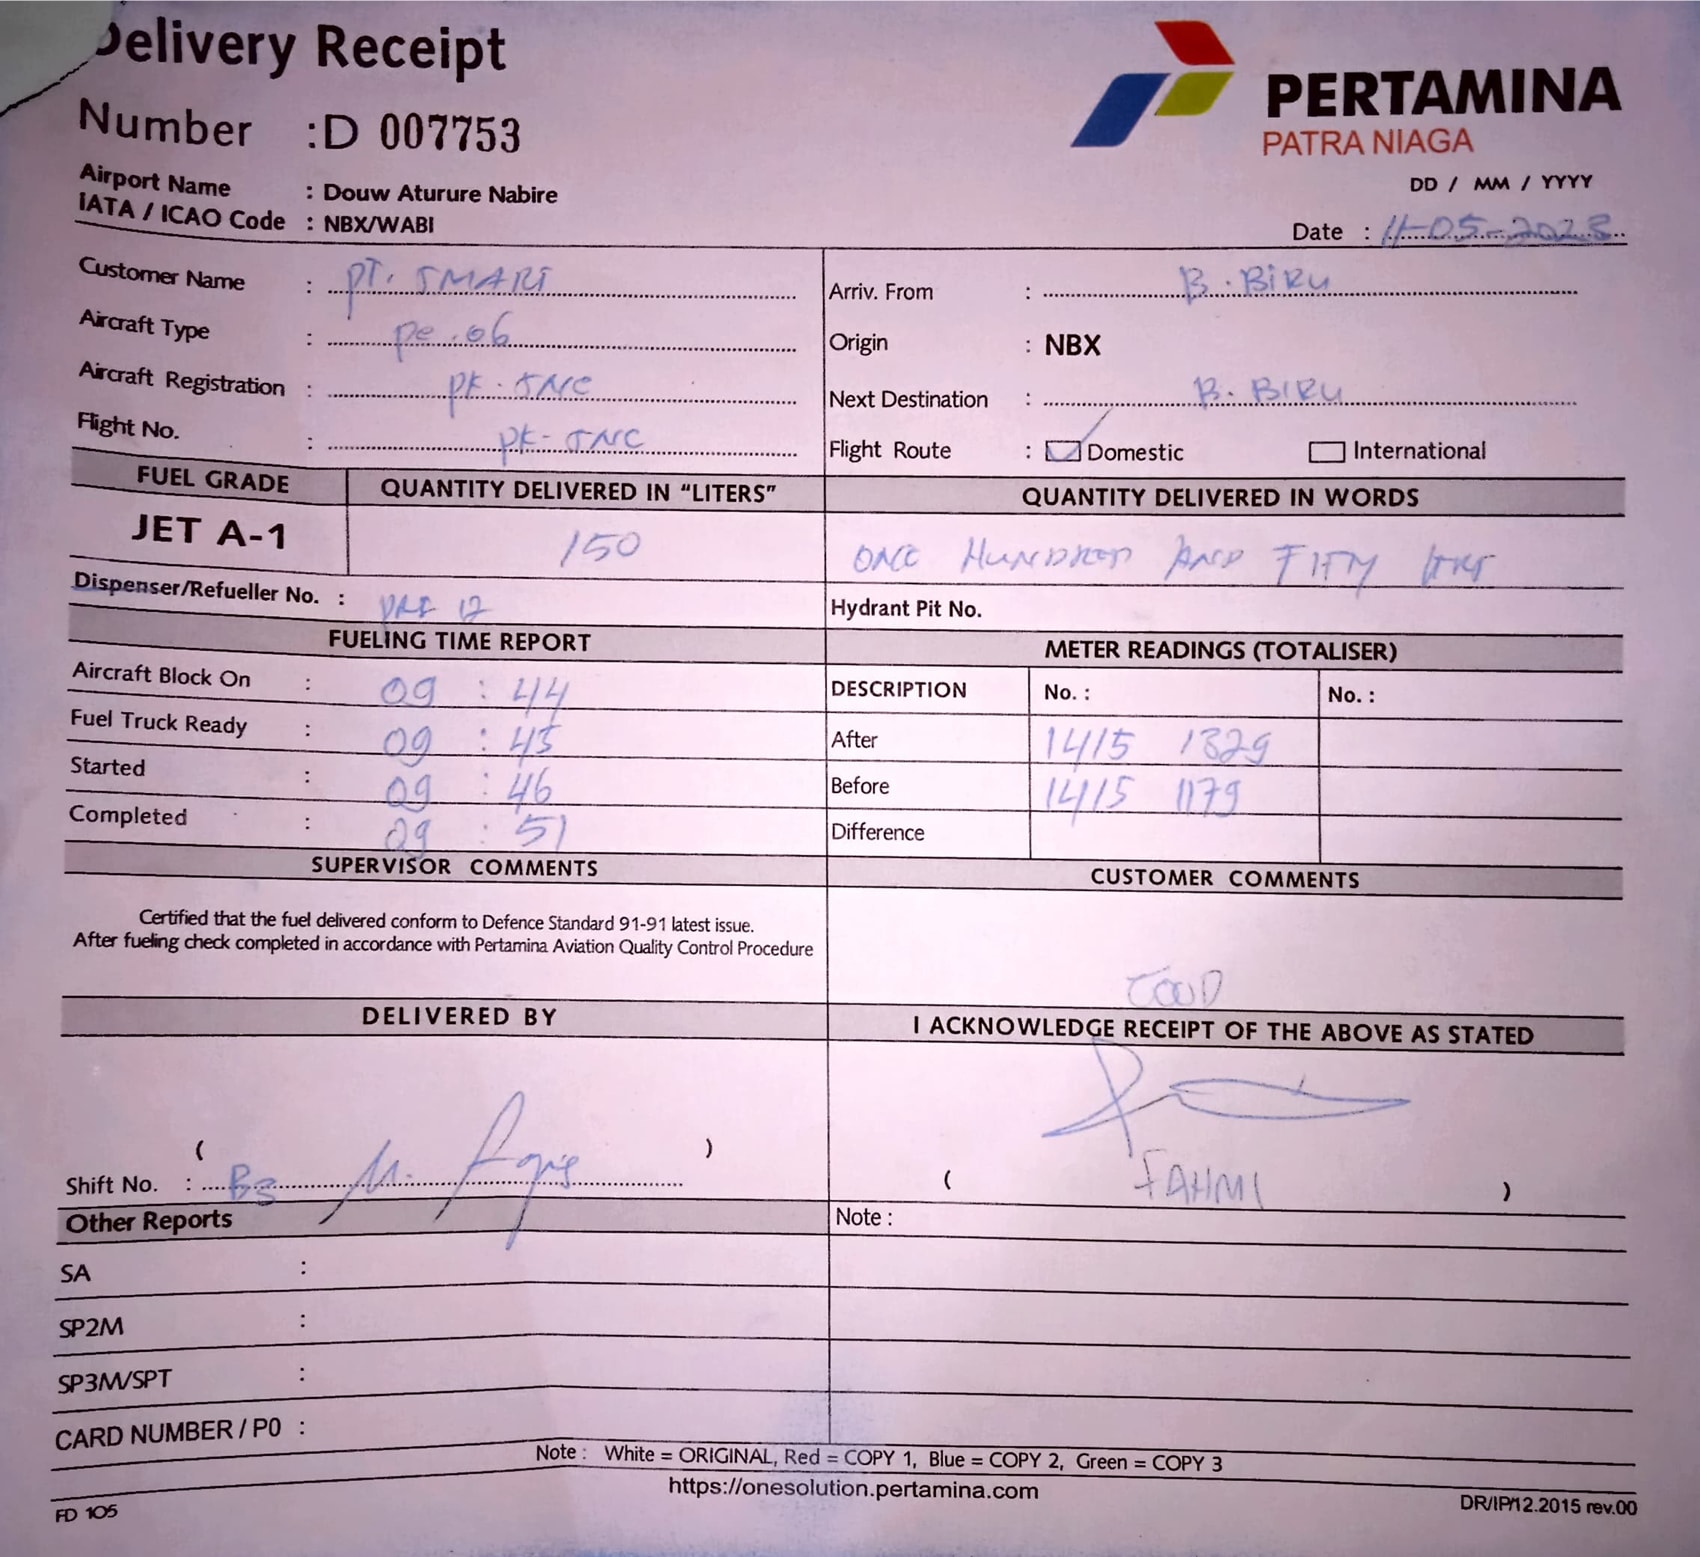 Delivery Receipt
PERTAMINA
PATRA NIAGA
Number : D 007753
Airport Name : Douw Aturure Nabire
IATA / ICAO Code : NBX/WABI
DD / MM / YYYY
Date : 11-05-2023
Customer Name : PT. SMART
Arriv. From : B. BIRU
Aircraft Type : pc.06
Origin : NBX
Aircraft Registration : PK-SNC
Next Destination : B. BIRU
Flight No. : PK-SNC
Flight Route : Domestic International
FUEL GRADE QUANTITY DELIVERED IN "LITERS" QUANTITY DELIVERED IN WORDS
JET A-1 150 ONE HUNDRED AND FIFTY
Dispenser/Refueller No. : 12
Hydrant Pit No.
FUELING TIME REPORT METER READINGS (TOTALISER)
Aircraft Block On : 09 : 44
DESCRIPTION No. : No. :
Fuel Truck Ready : 09 : 45
After 1415 1329
Started : 09 : 46
Before 1415 1179
Completed : 09 : 51
Difference
SUPERVISOR COMMENTS CUSTOMER COMMENTS
Certified that the fuel delivered conform to Defence Standard 91-91 latest issue.
After fueling check completed in accordance with Pertamina Aviation Quality Control Procedure
GOOD
DELIVERED BY I ACKNOWLEDGE RECEIPT OF THE ABOVE AS STATED
( )
Shift No. :
( FAHMI )
Other Reports Note :
SA :
SP2M :
SP3M/SPT :
CARD NUMBER / P0 :
Note : White = ORIGINAL, Red = COPY 1, Blue = COPY 2, Green = COPY 3
https://onesolution.pertamina.com
FD 105 DR/IP/12.2015 rev.00